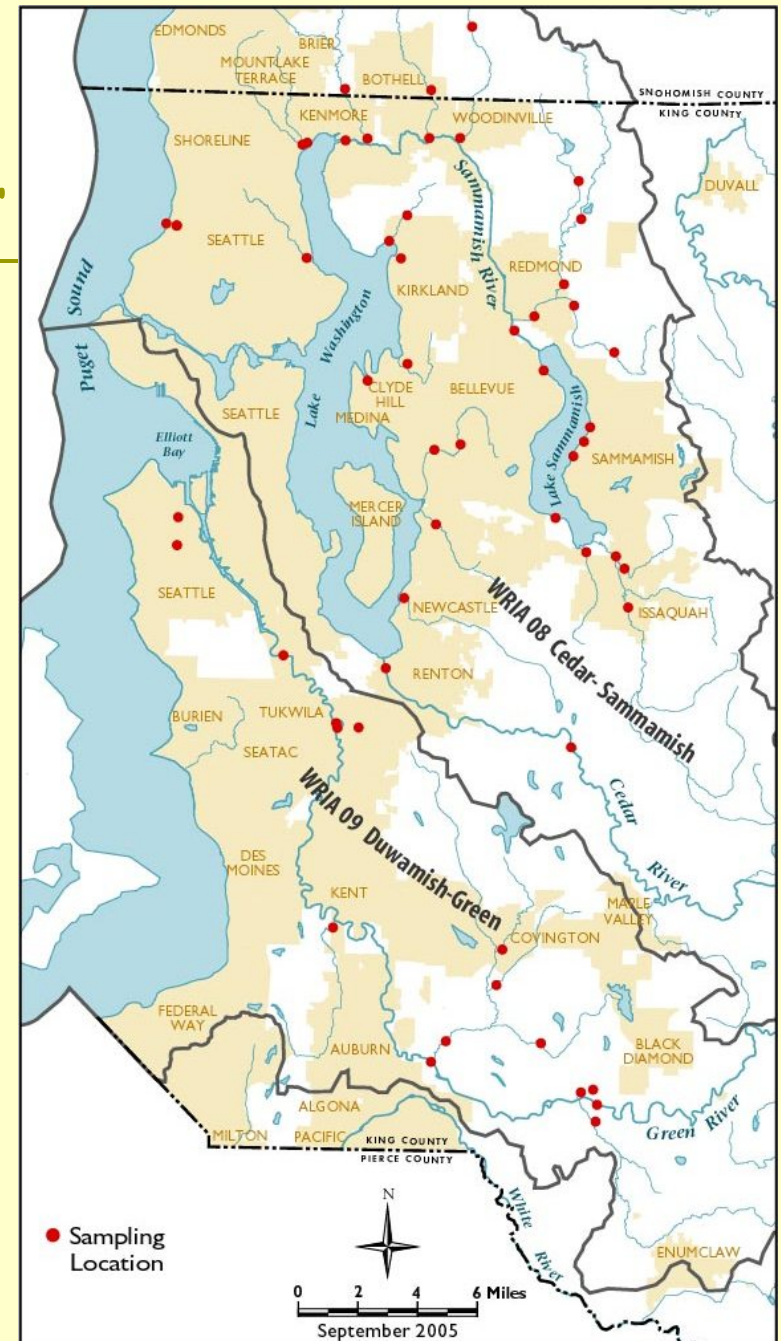 EDMONDS
BRIER
MOUNTLAKE
TERRACE
BOTHELL
SNOHOMISH COUNTY
KING COUNTY
KENMORE
WOODINVILLE
SHORELINE
DUVALL
Sammamish River
SEATTLE
REDMOND
Puget Sound
KIRKLAND
Lake Washington
CLYDE
HILL
BELLEVUE
MEDINA
SEATTLE
Elliott
Bay
Lake Sammamish
SAMMAMISH
MERCER
ISLAND
SEATTLE
NEWCASTLE
ISSAQUAH
WRIA 08 Cedar-Sammamish
RENTON
BURIEN
TUKWILA
SEATAC
Cedar
River
WRIA 09 Duwamish-Green
DES
MOINES
KENT
MAPLE
VALLEY
COVINGTON
FEDERAL
WAY
AUBURN
BLACK
DIAMOND
ALGONA
Green River
MILTON
PACIFIC
KING COUNTY
PIERCE COUNTY
White
River
N
Sampling
Location
ENUMCLAW
0 2 4 6 Miles
September 2005